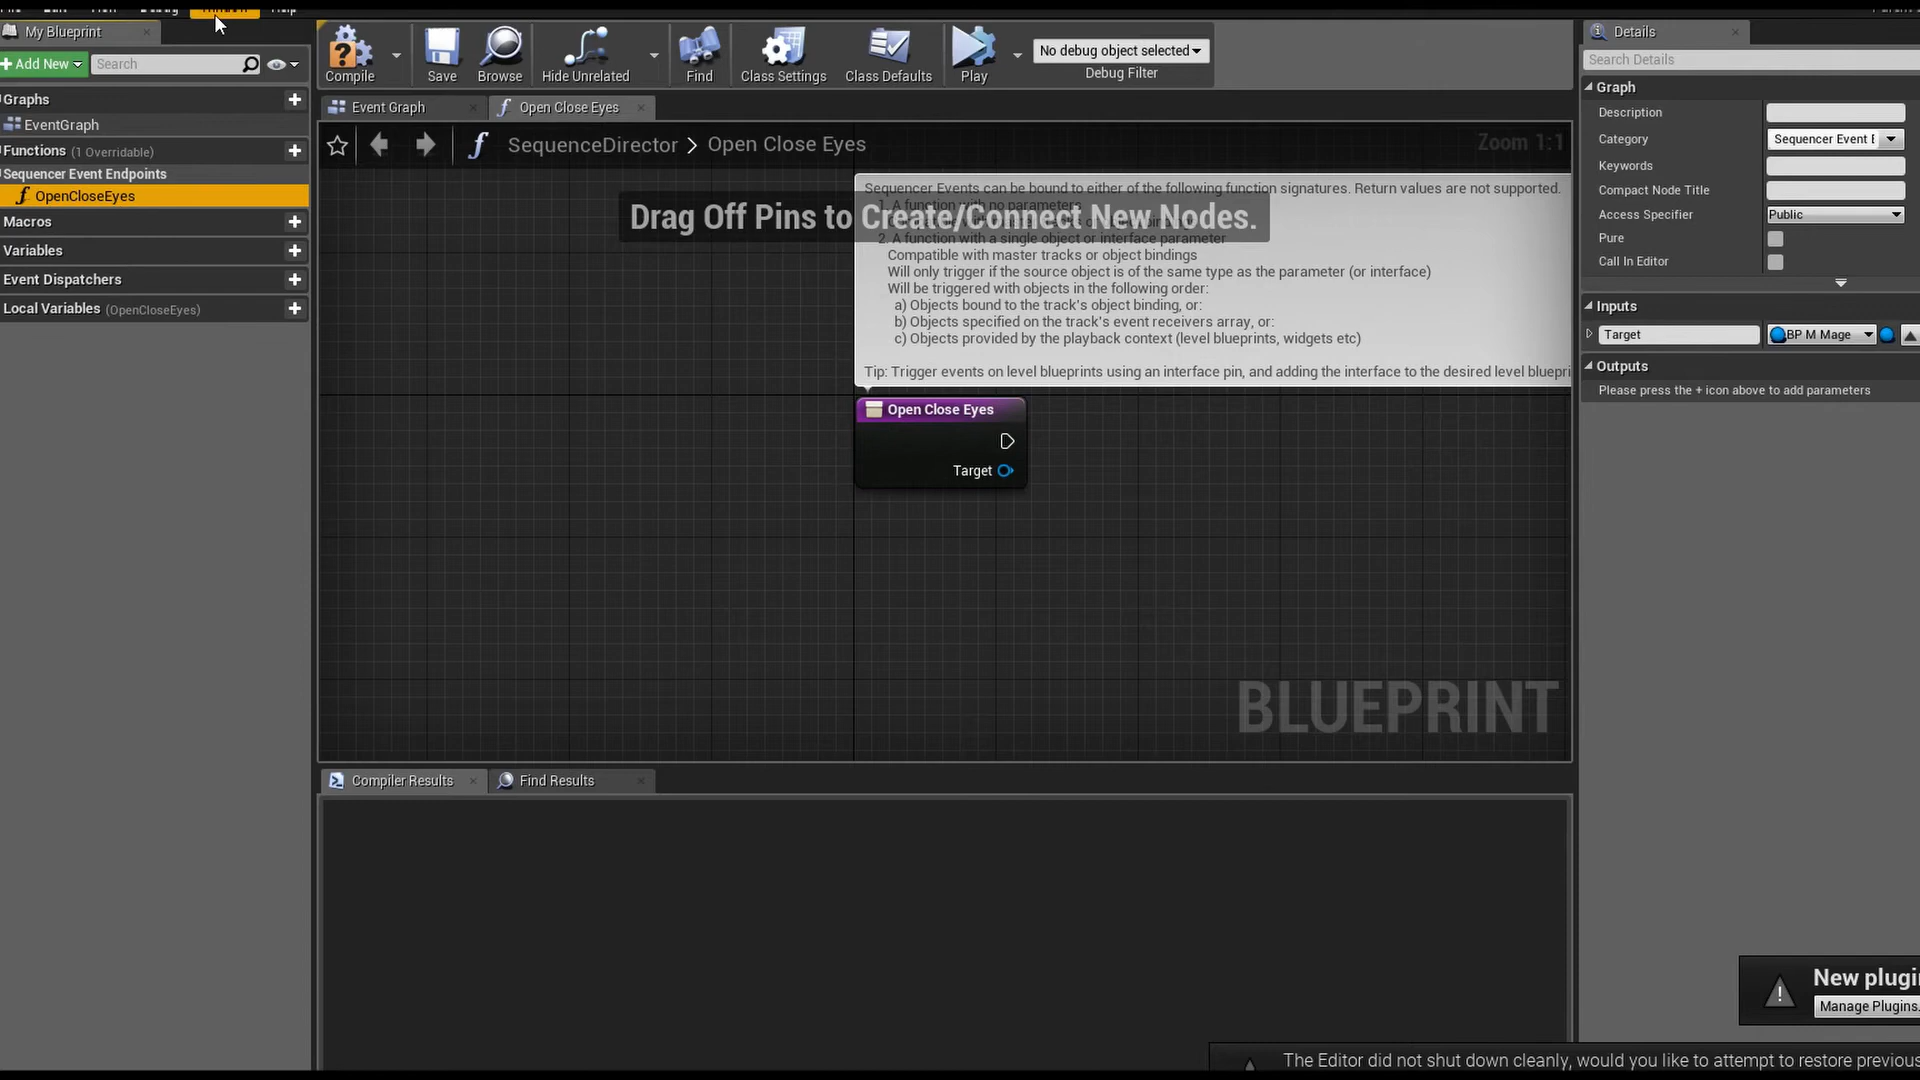 My Blueprint
Add New
Search
Graphs
EventGraph
Functions (1 Overridable)
Sequencer Event Endpoints
OpenCloseEyes
Macros
Variables
Event Dispatchers
Local Variables (OpenCloseEyes)
Compile
Save
Browse
Hide Unrelated
Find
Class Settings
Class Defaults
Play
No debug object selected
Debug Filter
Event Graph
Open Close Eyes
SequenceDirector > Open Close Eyes
Zoom 1:1
Sequencer Events can be bound to either of the following function signatures. Return values are not supported.
1. A function with no parameters
Drag Off Pins to Create/Connect New Nodes.
2. A function with a single object or interface parameter
Compatible with master tracks or object bindings
Will only trigger if the source object is of the same type as the parameter (or interface)
Will be triggered with objects in the following order:
a) Objects bound to the track's object binding, or:
b) Objects specified on the track's event receivers array, or:
c) Objects provided by the playback context (level blueprints, widgets etc)
Tip: Trigger events on level blueprints using an interface pin, and adding the interface to the desired level bluepri
Open Close Eyes
Target
BLUEPRINT
Compiler Results
Find Results
Details
Search Details
Graph
Description
Category
Sequencer Event E
Keywords
Compact Node Title
Access Specifier
Public
Pure
Call In Editor
Inputs
Target
BP M Mage
Outputs
Please press the + icon above to add parameters
New plugi
Manage Plugins.
The Editor did not shut down cleanly, would you like to attempt to restore previous